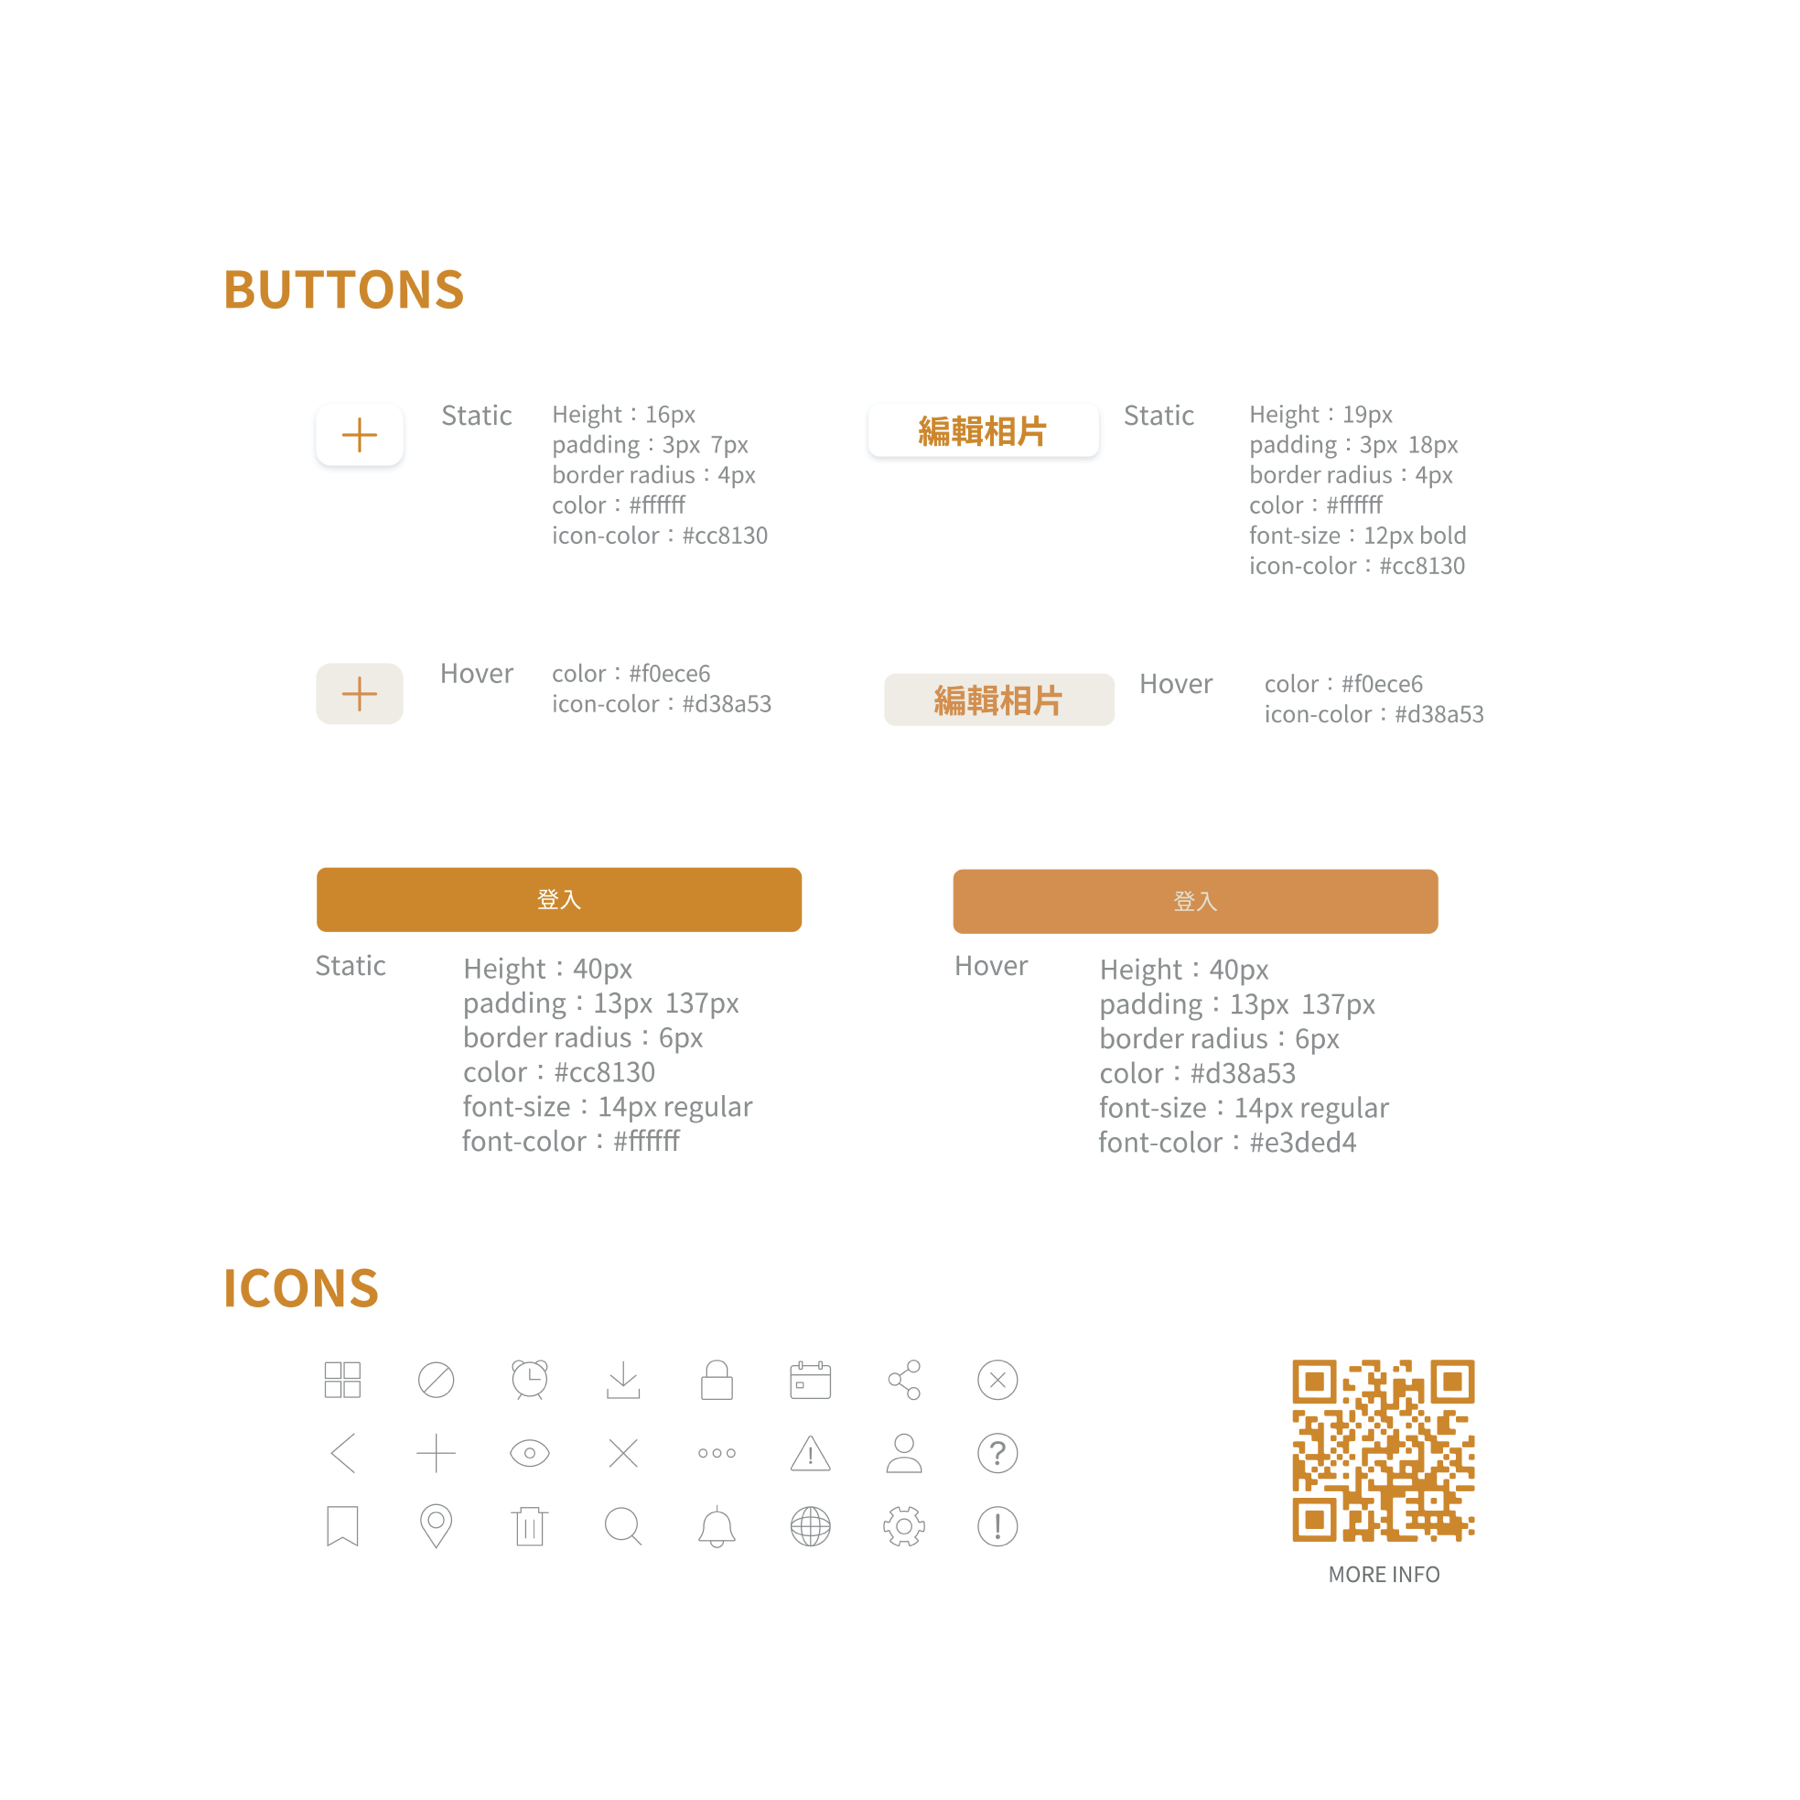 BUTTONS
Static
Height：16px
padding：3px 7px
border radius：4px
color：#ffffff
icon-color：#cc8130
編輯相片
Static
Height：19px
padding：3px 18px
border radius：4px
color：#ffffff
font-size：12px bold
icon-color：#cc8130
Hover
color：#f0ece6
icon-color：#d38a53
編輯相片
Hover
color：#f0ece6
icon-color：#d38a53
登入
Static
Height：40px
padding：13px 137px
border radius：6px
color：#cc8130
font-size：14px regular
font-color：#ffffff
登入
Hover
Height：40px
padding：13px 137px
border radius：6px
color：#d38a53
font-size：14px regular
font-color：#e3ded4
ICONS
MORE INFO